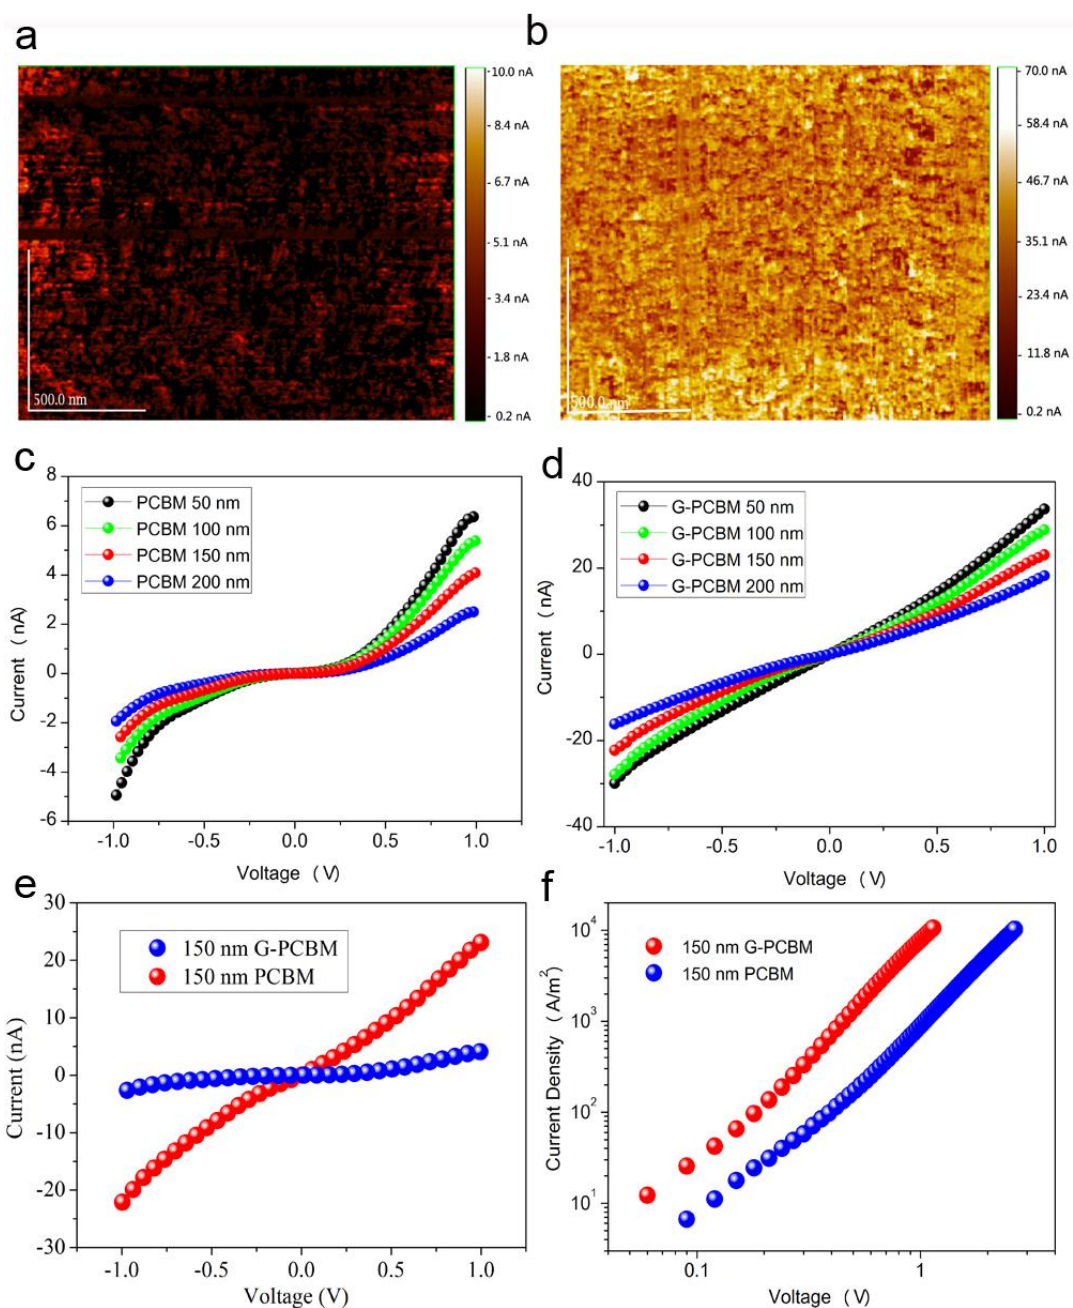 a
10.0 nA
8.4 nA
6.7 nA
5.1 nA
3.4 nA
1.8 nA
0.2 nA
500.0 nm
b
70.0 nA
58.4 nA
46.7 nA
35.1 nA
23.4 nA
11.8 nA
0.2 nA
500.0 nm
c
8
6
4
2
0
-2
-4
-6
Current (nA)
PCBM 50 nm
PCBM 100 nm
PCBM 150 nm
PCBM 200 nm
-1.0 -0.5 0.0 0.5 1.0
Voltage (V)
d
40
20
0
-20
-40
Current (nA)
G-PCBM 50 nm
G-PCBM 100 nm
G-PCBM 150 nm
G-PCBM 200 nm
-1.0 -0.5 0.0 0.5 1.0
Voltage (V)
e
30
20
10
0
-10
-20
-30
Current (nA)
150 nm G-PCBM
150 nm PCBM
-1.0 -0.5 0.0 0.5 1.0
Voltage (V)
f
10⁴
10³
10²
10¹
Current Density (A/m²)
150 nm G-PCBM
150 nm PCBM
0.1 1
Voltage (V)